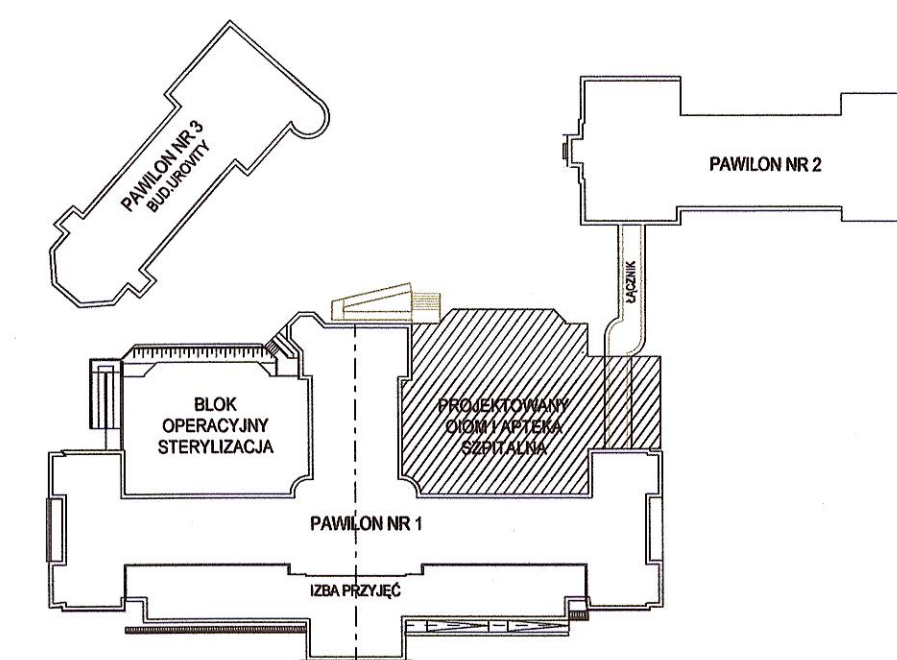 PAWILON NR 3
BUD.UROVITY
PAWILON NR 2
ŁĄCZNIK
BLOK
OPERACYJNY
STERYLIZACJA
PROJEKTOWANY
OIOM I APTEKA
SZPITALNA
PAWILON NR 1
IZBA PRZYJĘĆ